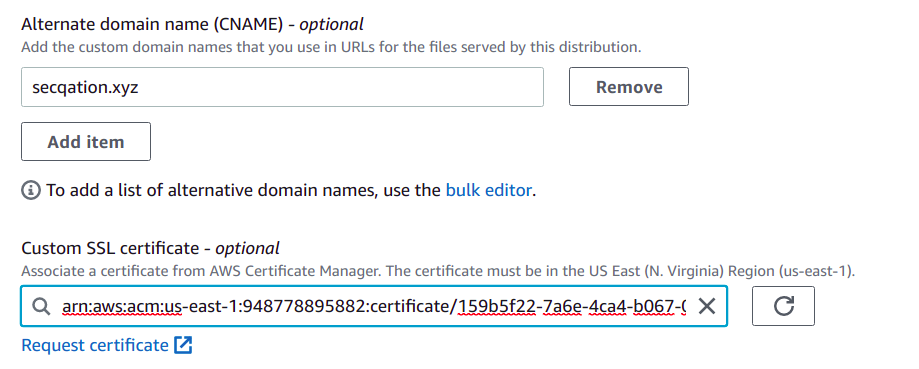 Alternate domain name (CNAME) - optional
Add the custom domain names that you use in URLs for the files served by this distribution.
secqation.xyz
Remove
Add item
To add a list of alternative domain names, use the bulk editor.
Custom SSL certificate - optional
Associate a certificate from AWS Certificate Manager. The certificate must be in the US East (N. Virginia) Region (us-east-1).
arn:aws:acm:us-east-1:948778895882:certificate/159b5f22-7a6e-4ca4-b067-
Request certificate